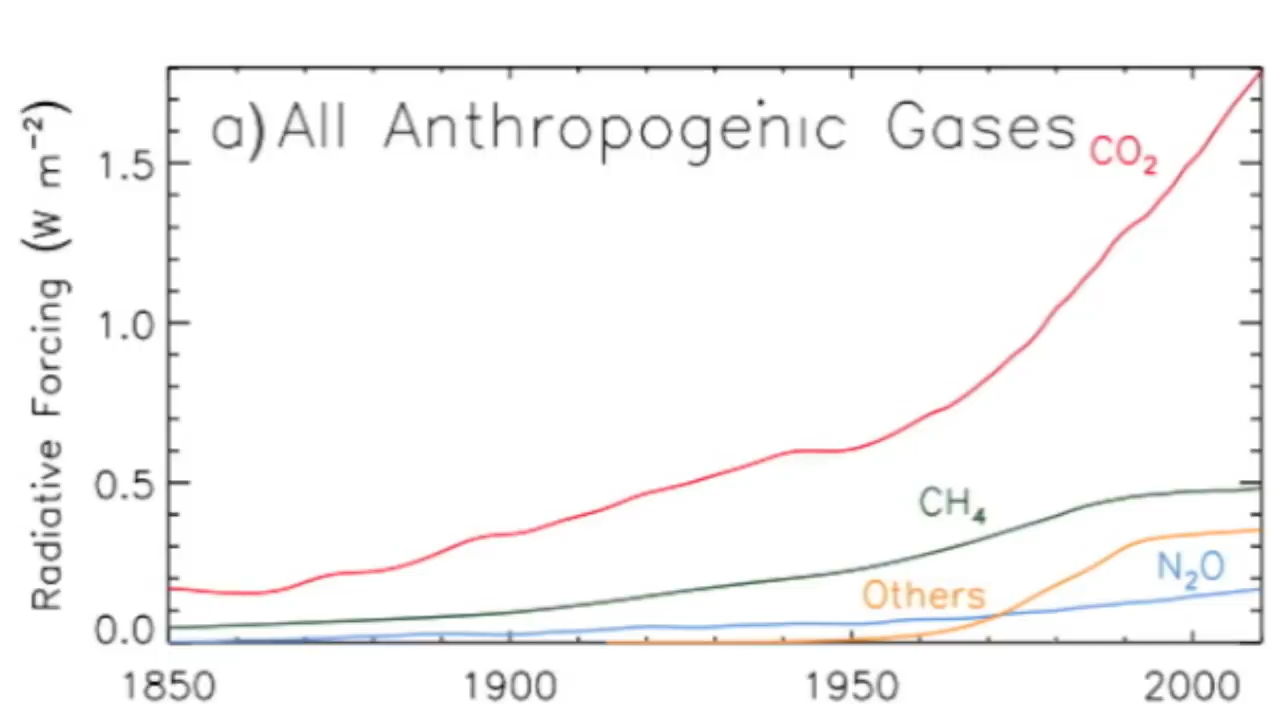 a) All Anthropogenic Gases
CO₂
1.5
1.0
0.5
0.0
Radiative Forcing (W m⁻²)
CH₄
Others
N₂O
1850 1900 1950 2000